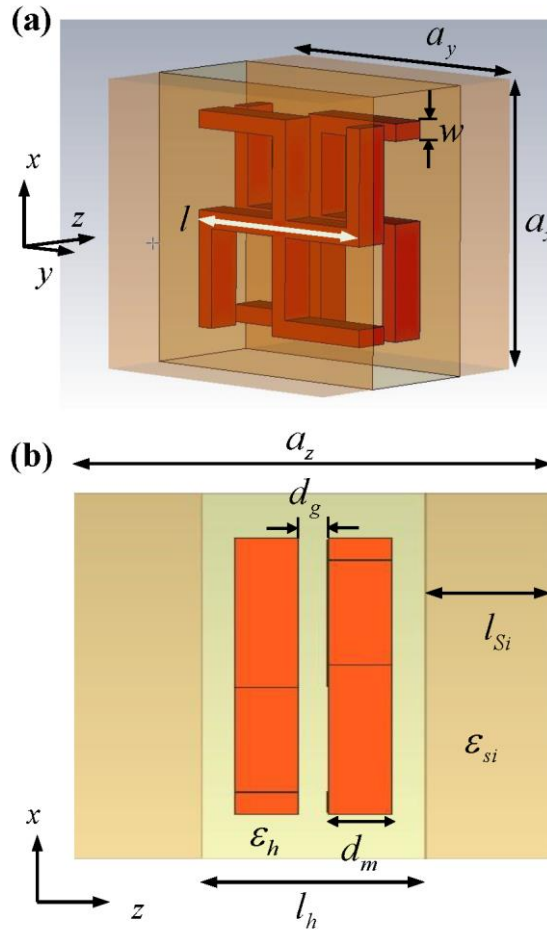 (a)
a_y
w
x
l
z
a_x
y
(b)
a_z
d_g
l_Si
ε_si
x
ε_h
d_m
z
l_h